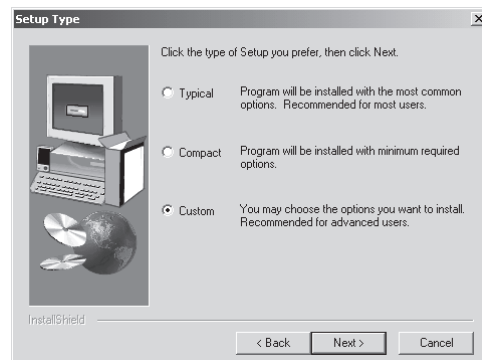 Setup Type
Click the type of Setup you prefer, then click Next.
Typical
Program will be installed with the most common
options. Recommended for most users.
Compact
Program will be installed with minimum required
options.
Custom
You may choose the options you want to install.
Recommended for advanced users.
InstallShield
< Back
Next >
Cancel